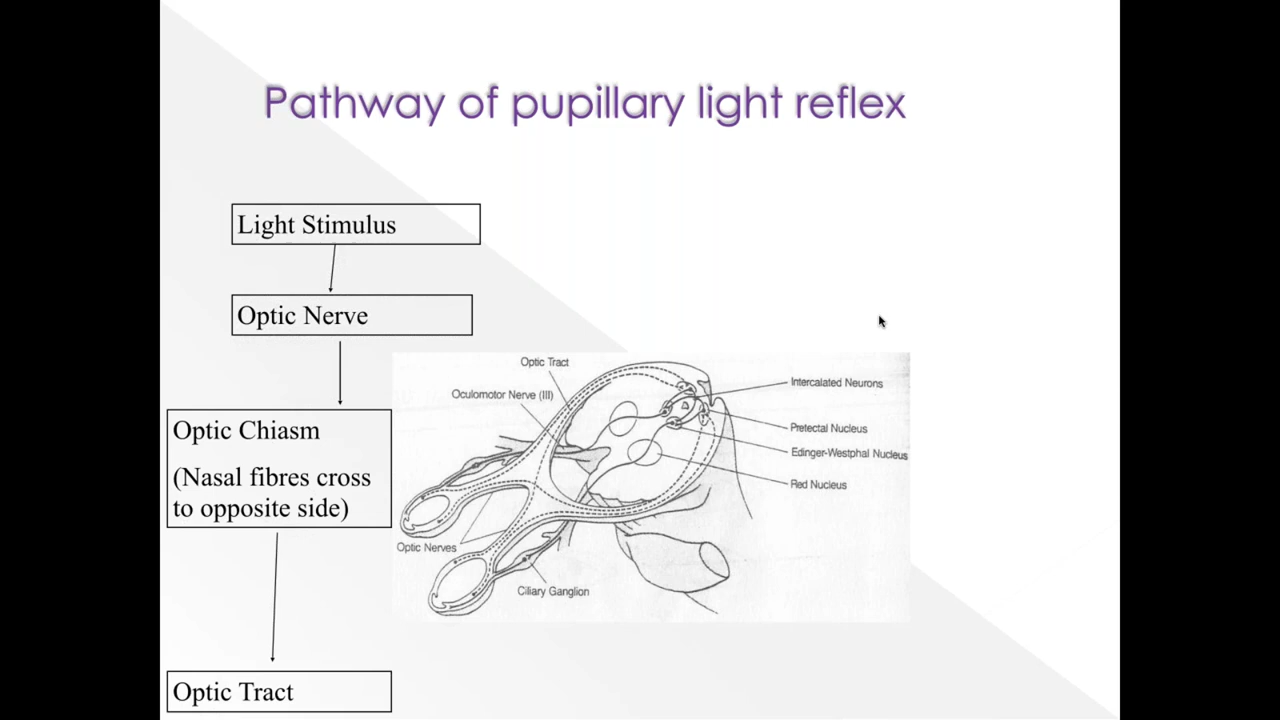 Pathway of pupillary light reflex
Light Stimulus
Optic Nerve
Optic Chiasm
(Nasal fibres cross
to opposite side)
Optic Tract
Optic Tract
Oculomotor Nerve (III)
Intercalated Neurons
Pretectal Nucleus
Edinger-Westphal Nucleus
Red Nucleus
Optic Nerves
Ciliary Ganglion